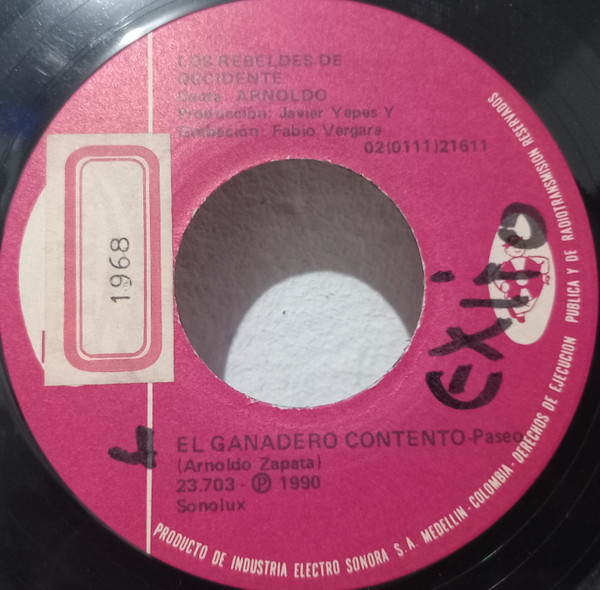 LOS REBELDES DE
OCCIDENTE
Canta: ARNOLDO
Producción: Javier Yepes Y
Grabación: Fabio Vergara
02(0111)21611
1968
Exito
EL GANADERO CONTENTO-Paseo
(Arnoldo Zapata)
23.703 - Ⓟ 1990
Sonolux
PRODUCTO DE INDUSTRIA ELECTRO SONORA S.A. MEDELLIN - COLOMBIA - DERECHOS DE EJECUCION PUBLICA Y DE RADIOTRANSMISION RESERVADOS